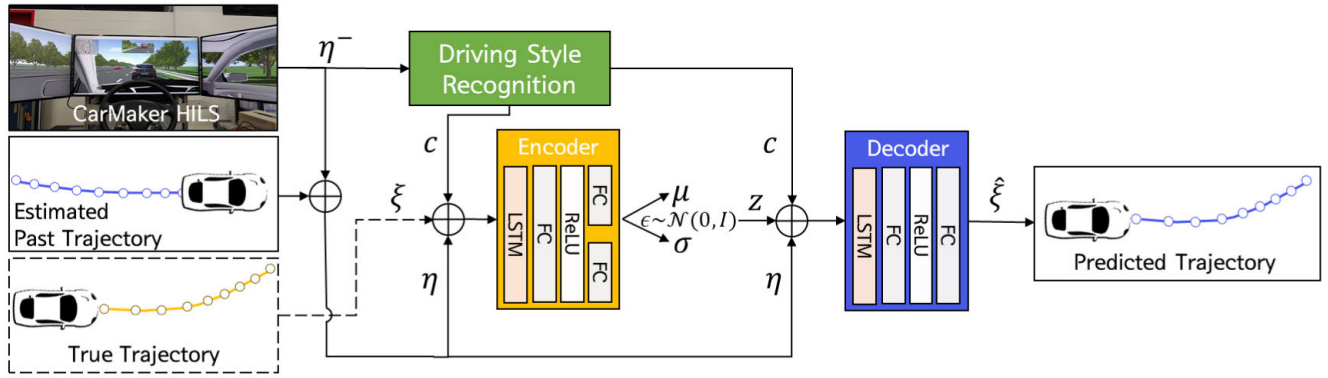 CarMaker HILS
η⁻
Driving Style
Recognition
Estimated
Past Trajectory
True Trajectory
c
ξ
η
Encoder
LSTM
FC
ReLU
FC
FC
μ
ϵ~𝒩(0, I)
σ
z
c
η
Decoder
LSTM
FC
ReLU
FC
ξ̂
Predicted Trajectory